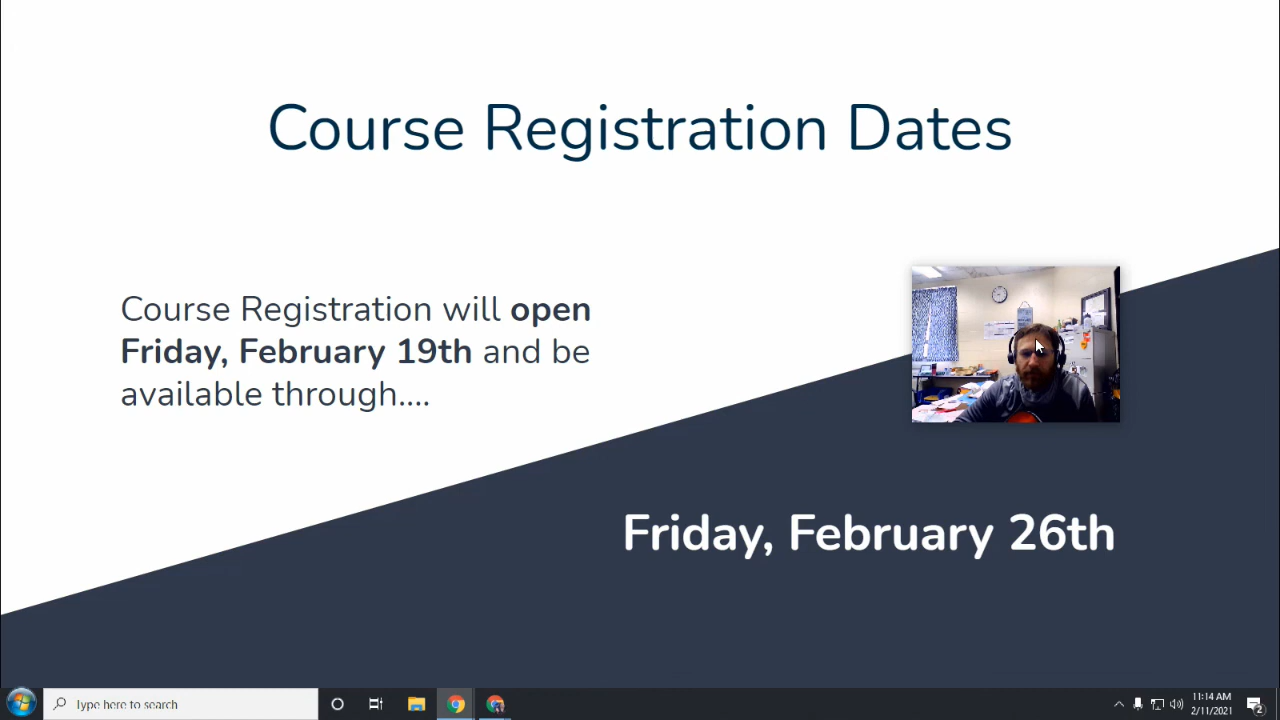 Course Registration Dates
Course Registration will open
Friday, February 19th and be
available through....
Friday, February 26th
Type here to search
11:14 AM
2/11/2021
2